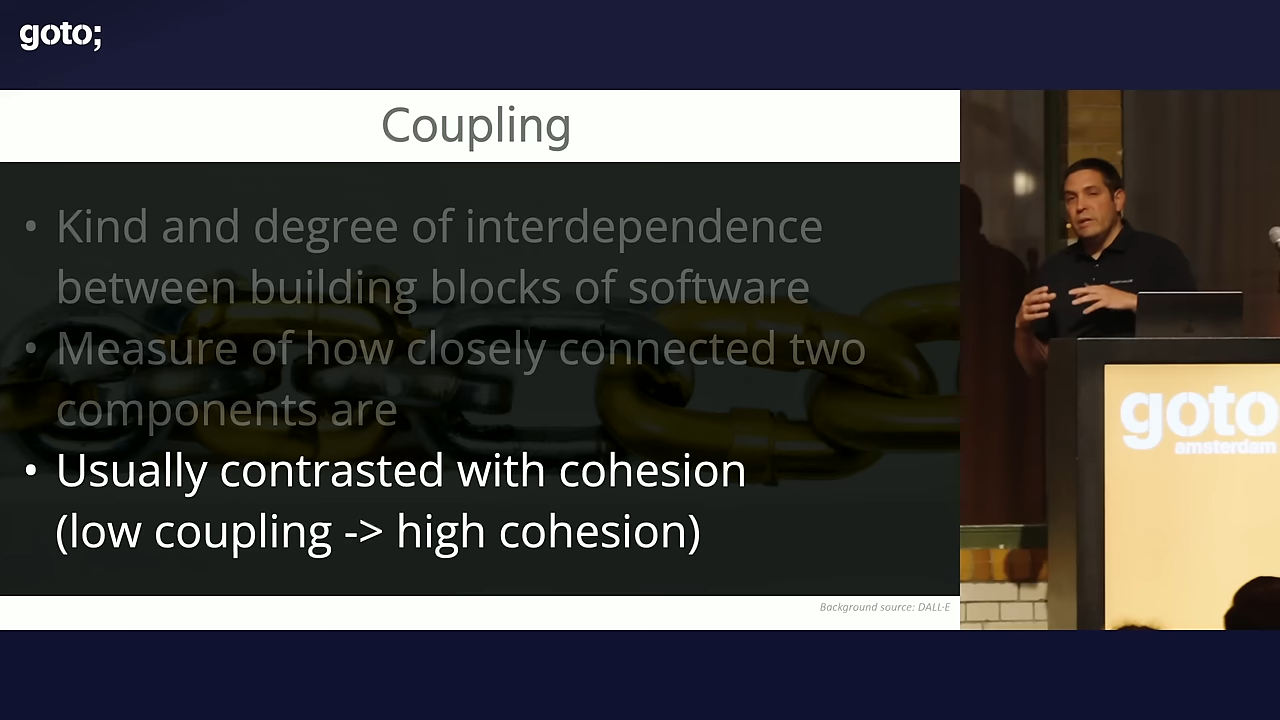 goto;
Coupling
• Kind and degree of interdependence
between building blocks of software
• Measure of how closely connected two
components are
• Usually contrasted with cohesion
(low coupling -> high cohesion)
Background source: DALL·E
goto
amsterdam